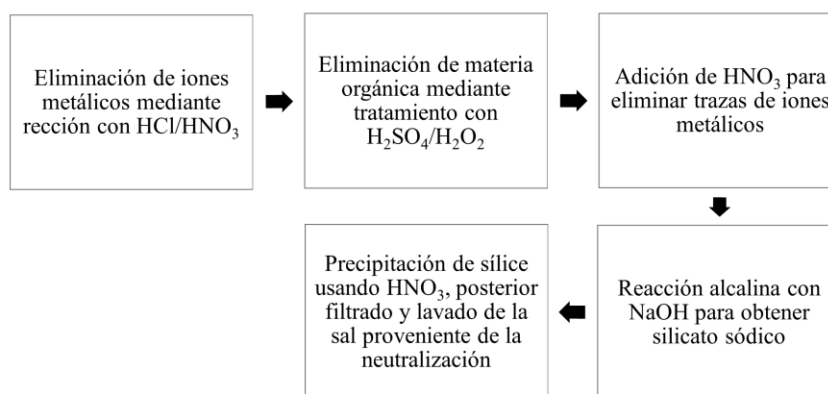 Eliminación de iones
metálicos mediante
rección con HCl/HNO₃
Eliminación de materia
orgánica mediante
tratamiento con
H₂SO₄/H₂O₂
Adición de HNO₃ para
eliminar trazas de iones
metálicos
Reacción alcalina con
NaOH para obtener
silicato sódico
Precipitación de sílice
usando HNO₃, posterior
filtrado y lavado de la
sal proveniente de la
neutralización